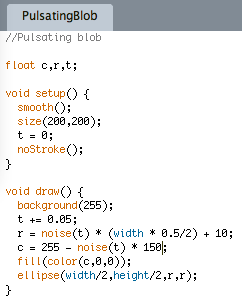 PulsatingBlob
//Pulsating blob
float c,r,t;
void setup() {
smooth();
size(200,200);
t = 0;
noStroke();
}
void draw() {
background(255);
t += 0.05;
r = noise(t) * (width * 0.5/2) + 10;
c = 255 - noise(t) * 150;
fill(color(c,0,0));
ellipse(width/2,height/2,r,r);
}